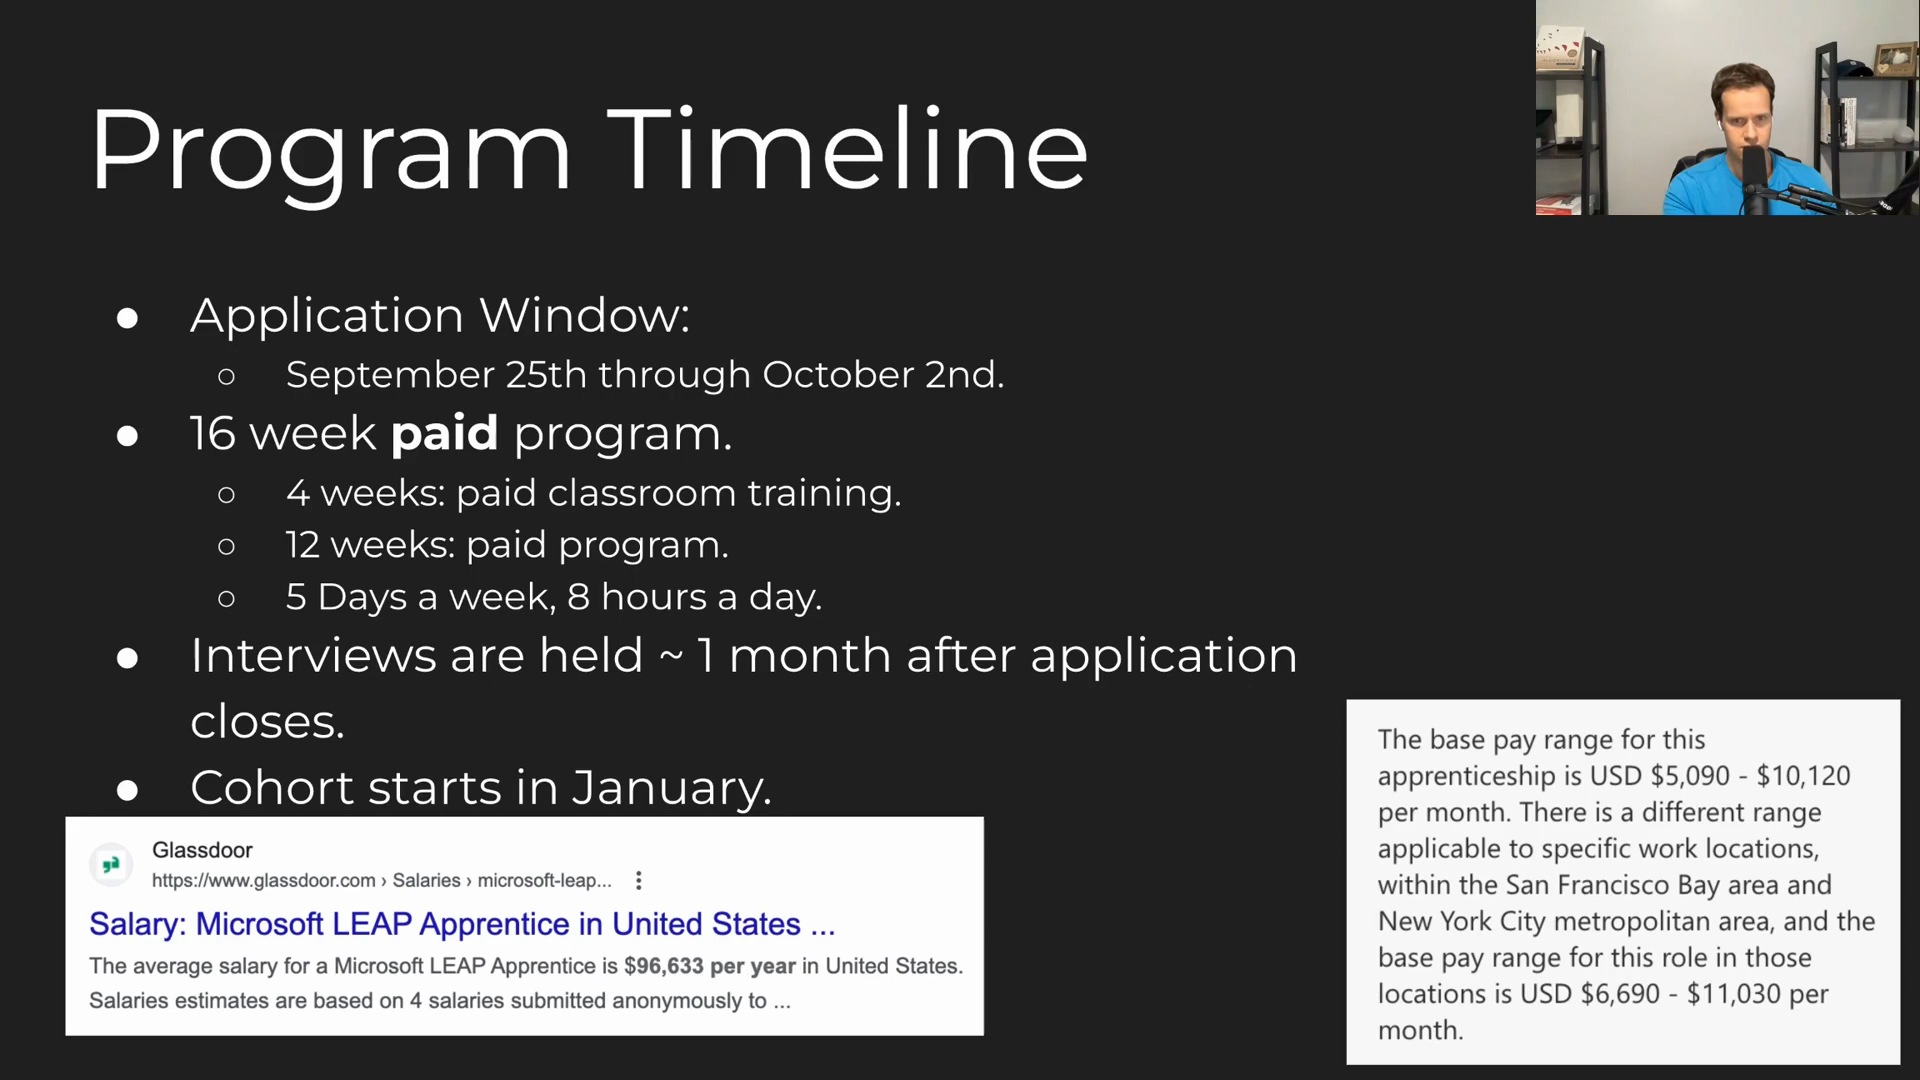 Program Timeline
● Application Window:
○ September 25th through October 2nd.
● 16 week paid program.
○ 4 weeks: paid classroom training.
○ 12 weeks: paid program.
○ 5 Days a week, 8 hours a day.
● Interviews are held ~ 1 month after application
closes.
● Cohort starts in January.
Glassdoor
https://www.glassdoor.com › Salaries › microsoft-leap...
Salary: Microsoft LEAP Apprentice in United States ...
The average salary for a Microsoft LEAP Apprentice is $96,633 per year in United States.
Salaries estimates are based on 4 salaries submitted anonymously to ...
The base pay range for this
apprenticeship is USD $5,090 - $10,120
per month. There is a different range
applicable to specific work locations,
within the San Francisco Bay area and
New York City metropolitan area, and the
base pay range for this role in those
locations is USD $6,690 - $11,030 per
month.